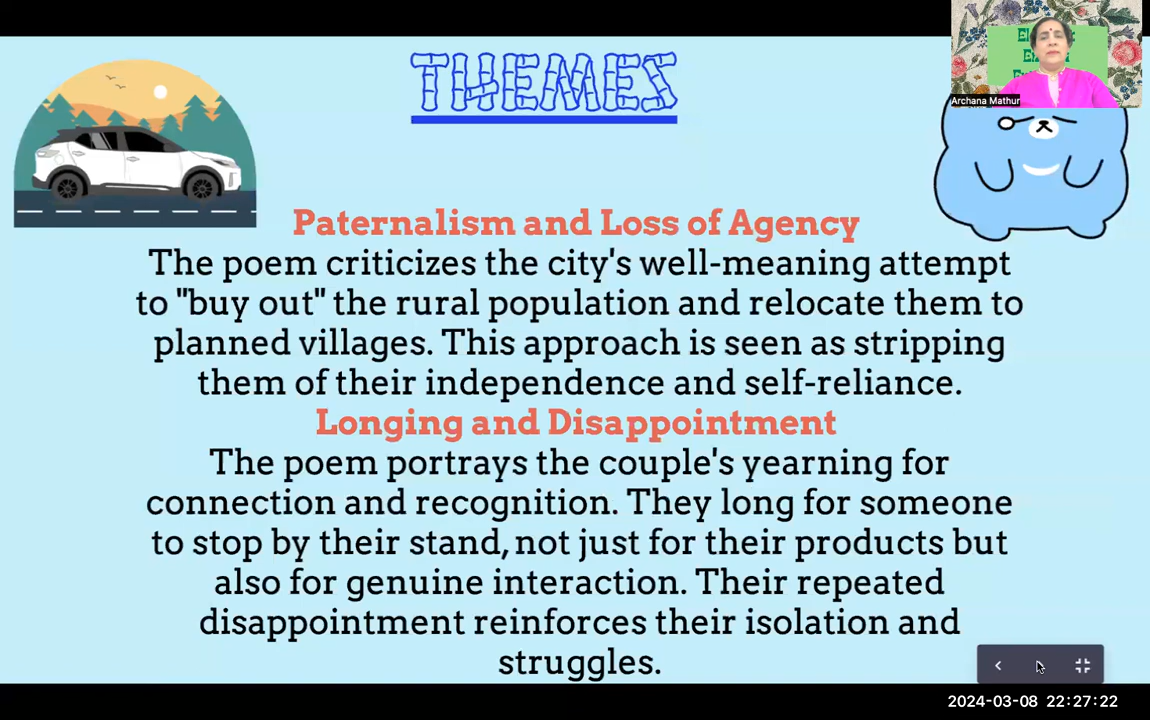 THEMES
Archana Mathur
Paternalism and Loss of Agency
The poem criticizes the city's well-meaning attempt
to "buy out" the rural population and relocate them to
planned villages. This approach is seen as stripping
them of their independence and self-reliance.
Longing and Disappointment
The poem portrays the couple's yearning for
connection and recognition. They long for someone
to stop by their stand, not just for their products but
also for genuine interaction. Their repeated
disappointment reinforces their isolation and
struggles.
2024-03-08 22:27:22